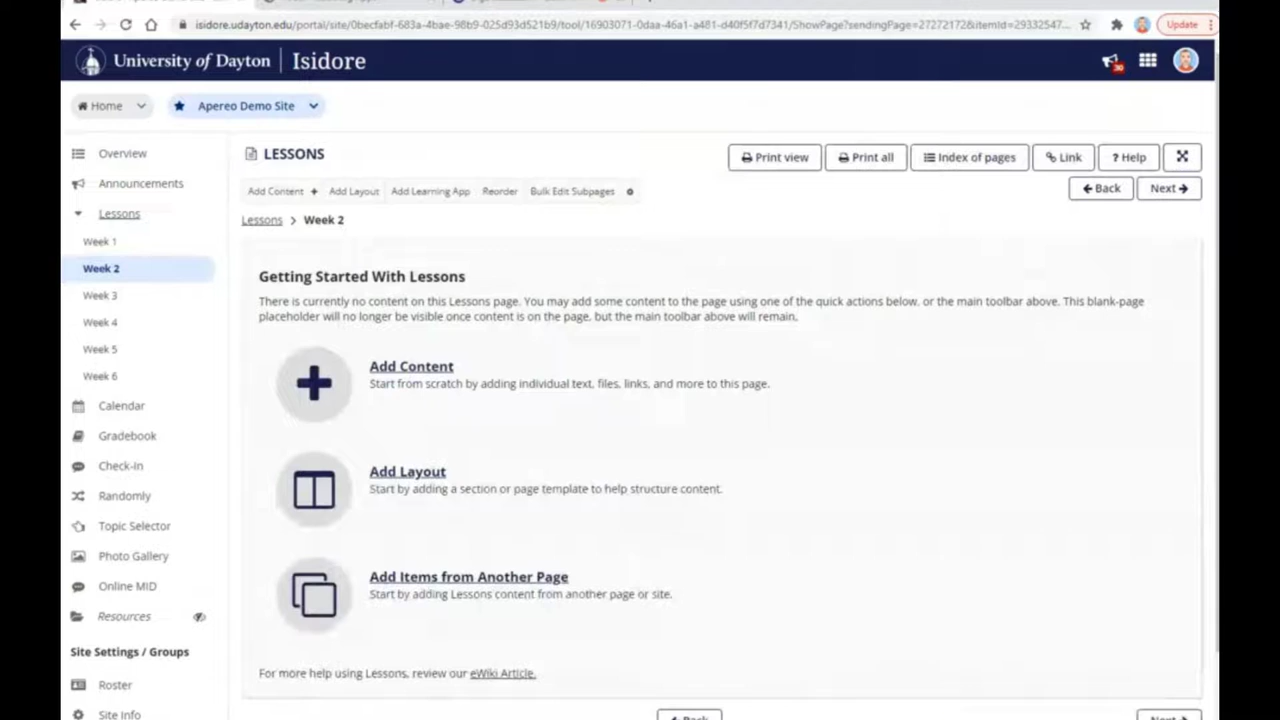 isidore.udayton.edu/portal/site/0becfabf-683a-4bae-98b9-025d93d521b9/tool/16903071-0daa-46a1-a481-d40f5f7d7341/ShowPage?sendingPage=27272172&itemId=29332547...
Update
University of Dayton | Isidore
Home
Apereo Demo Site
Overview
Announcements
Lessons
Week 1
Week 2
Week 3
Week 4
Week 5
Week 6
Calendar
Gradebook
Check-In
Randomly
Topic Selector
Photo Gallery
Online MID
Resources
Site Settings / Groups
Roster
Site Info
LESSONS
Print view
Print all
Index of pages
Link
? Help
Add Content
Add Layout
Add Learning App
Reorder
Bulk Edit Subpages
Back
Next
Lessons > Week 2
Getting Started With Lessons
There is currently no content on this Lessons page. You may add some content to the page using one of the quick actions below, or the main toolbar above. This blank-page
placeholder will no longer be visible once content is on the page, but the main toolbar above will remain.
Add Content
Start from scratch by adding individual text, files, links, and more to this page.
Add Layout
Start by adding a section or page template to help structure content.
Add Items from Another Page
Start by adding Lessons content from another page or site.
For more help using Lessons, review our eWiki Article.
Back
Next